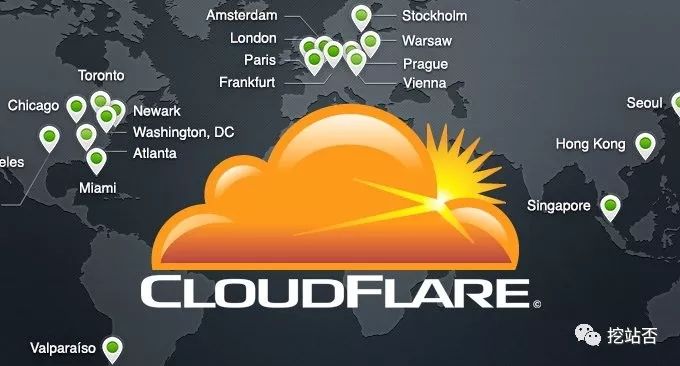 Amsterdam
Stockholm
London
Warsaw
Paris
Prague
Frankfurt
Vienna
Toronto
Chicago
Newark
Washington, DC
Atlanta
eles
Miami
Seoul
Hong Kong
Singapore
CLOUDFLARE©
Valparaíso
挖站否